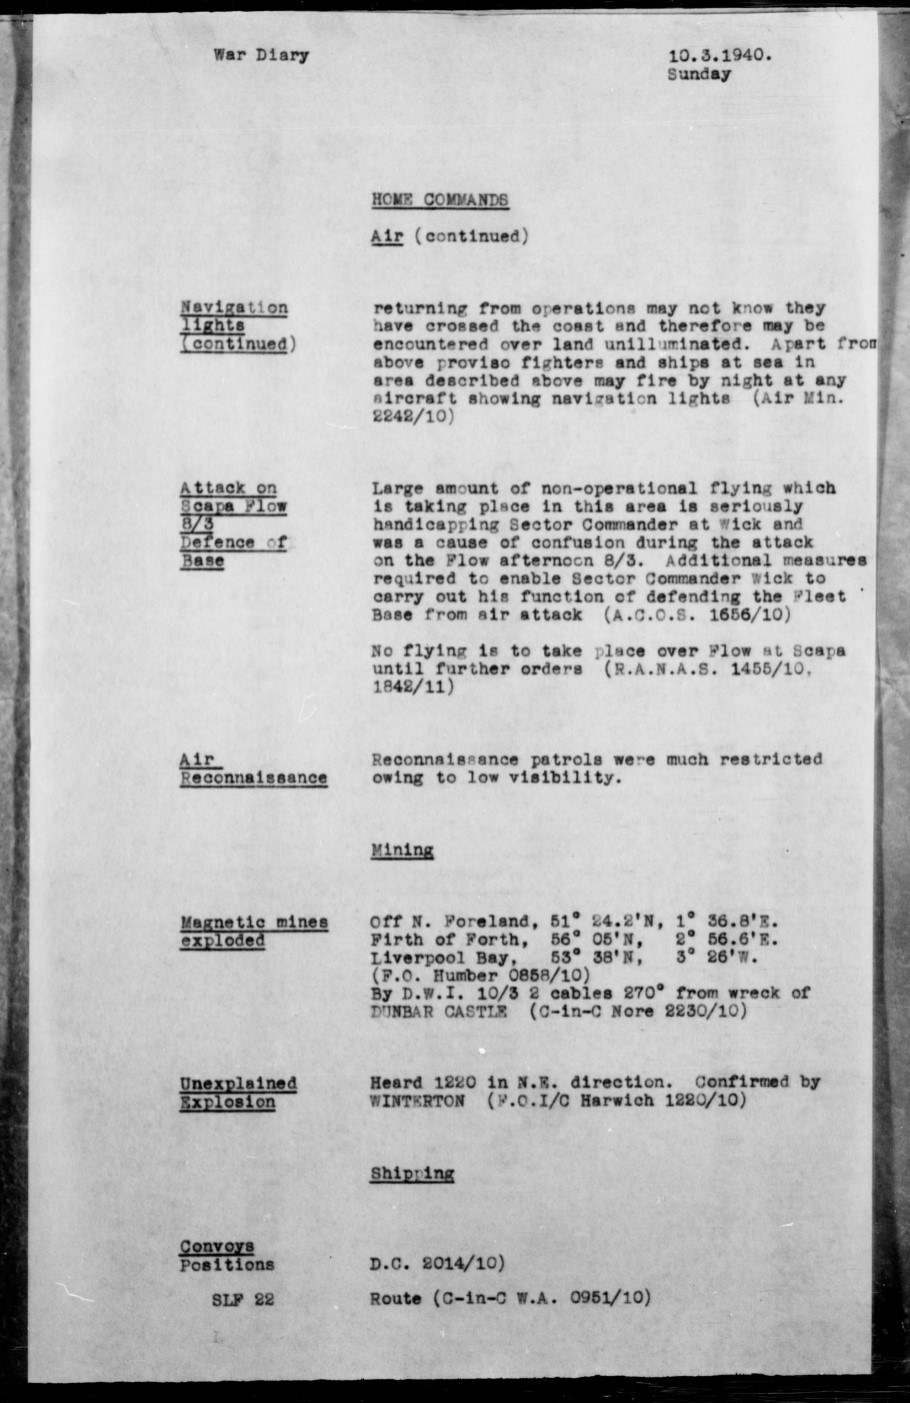 War Diary
10.3.1940.
Sunday
HOME COMMANDS
Air (continued)
Navigation
lights
(continued)
returning from operations may not know they
have crossed the coast and therefore may be
encountered over land unilluminated. Apart from
above proviso fighters and ships at sea in
area described above may fire by night at any
aircraft showing navigation lights (Air Min.
2242/10)
Attack on
Scapa Flow
8/3
Defence of
Base
Large amount of non-operational flying which
is taking place in this area is seriously
handicapping Sector Commander at Wick and
was a cause of confusion during the attack
on the Flow afternoon 8/3. Additional measures
required to enable Sector Commander Wick to
carry out his function of defending the Fleet
Base from air attack (A.C.O.S. 1656/10)
No flying is to take place over Flow at Scapa
until further orders (R.A.N.A.S. 1455/10,
1842/11)
Air
Reconnaissance
Reconnaissance patrols were much restricted
owing to low visibility.
Mining
Magnetic mines
exploded
Off N. Foreland, 51° 24.2'N, 1° 36.8'E.
Firth of Forth, 56° 05'N, 2° 56.6'E.
Liverpool Bay, 53° 38'N, 3° 26'W.
(F.O. Humber 0858/10)
By D.W.I. 10/3 2 cables 270° from wreck of
DUNBAR CASTLE (C-in-C Nore 2230/10)
Unexplained
Explosion
Heard 1220 in N.E. direction. Confirmed by
WINTERTON (F.O.I/C Harwich 1220/10)
Shipping
Convoys
Positions
D.C. 2014/10)
SLF 22
Route (C-in-C W.A. 0951/10)